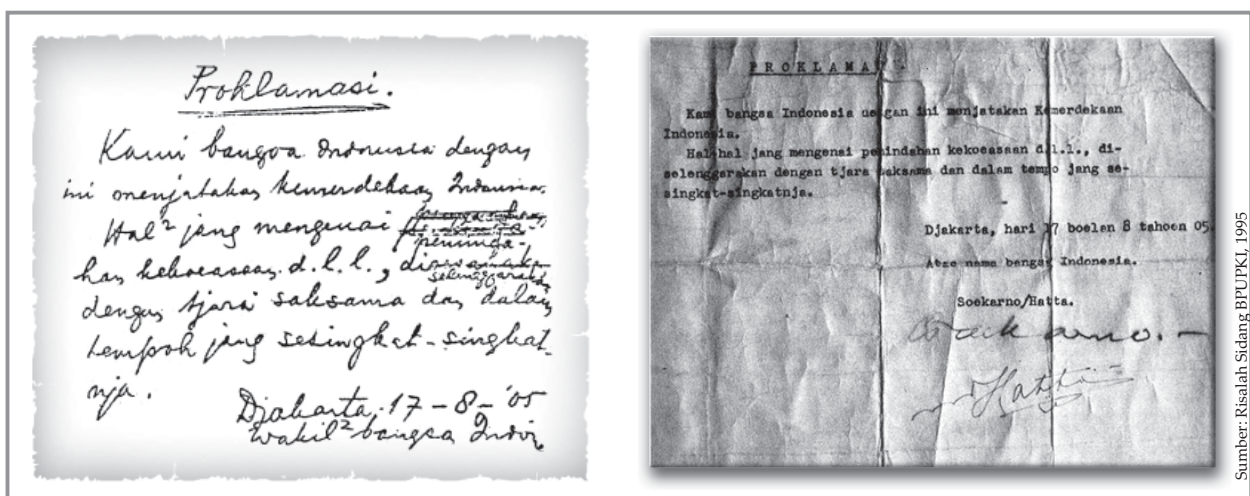 Proklamasi.
Kami bangsa Indonesia dengan
ini menjatakan kemerdekaan Indonesia.
Hal² jang mengenai
peminda-
han kekoeasaan d.l.l., di
selenggarakan
dengan tjara saksama dan dalam
tempoh jang sesingkat-singkat-
nja.
Djakarta, 17-8-'05
Wakil² bangsa Indon
PROKLAMA
Kami bangsa Indonesia dengan ini menjatakan Kemerdekaan
Indonesia.
Hal-hal jang mengenai pemindahan kekoeasaan d.l.l., di-
selenggarakan dengan tjara saksama dan dalam tempo jang se-
singkat-singkatnja.
Djakarta, hari 17 boelan 8 tahoen 05.
Atas nama bangsa Indonesia.
Soekarno/Hatta.
Soekarno.-
Hatta
Sumber: Risalah Sidang BPUPKI, 1995